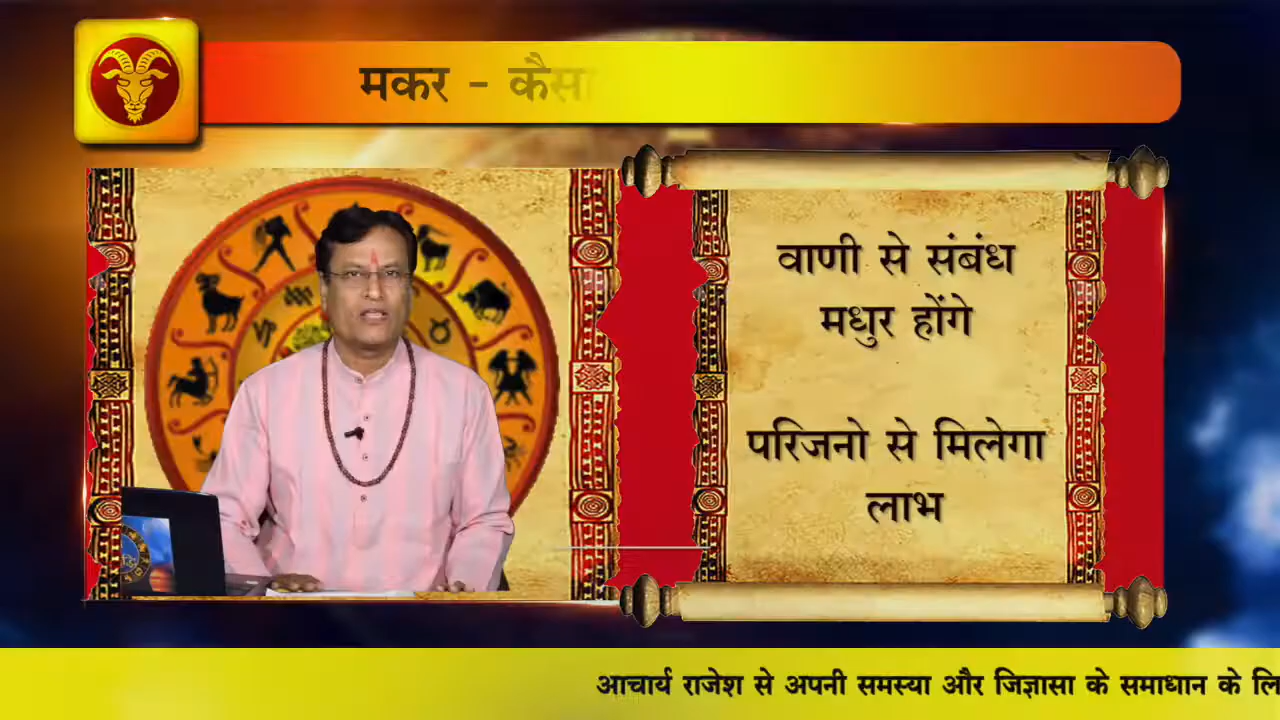 मकर - कैसा
वाणी से संबंध
मधुर होंगे
परिजनो से मिलेगा
लाभ
आचार्य राजेश से अपनी समस्या और जिज्ञासा के समाधान के